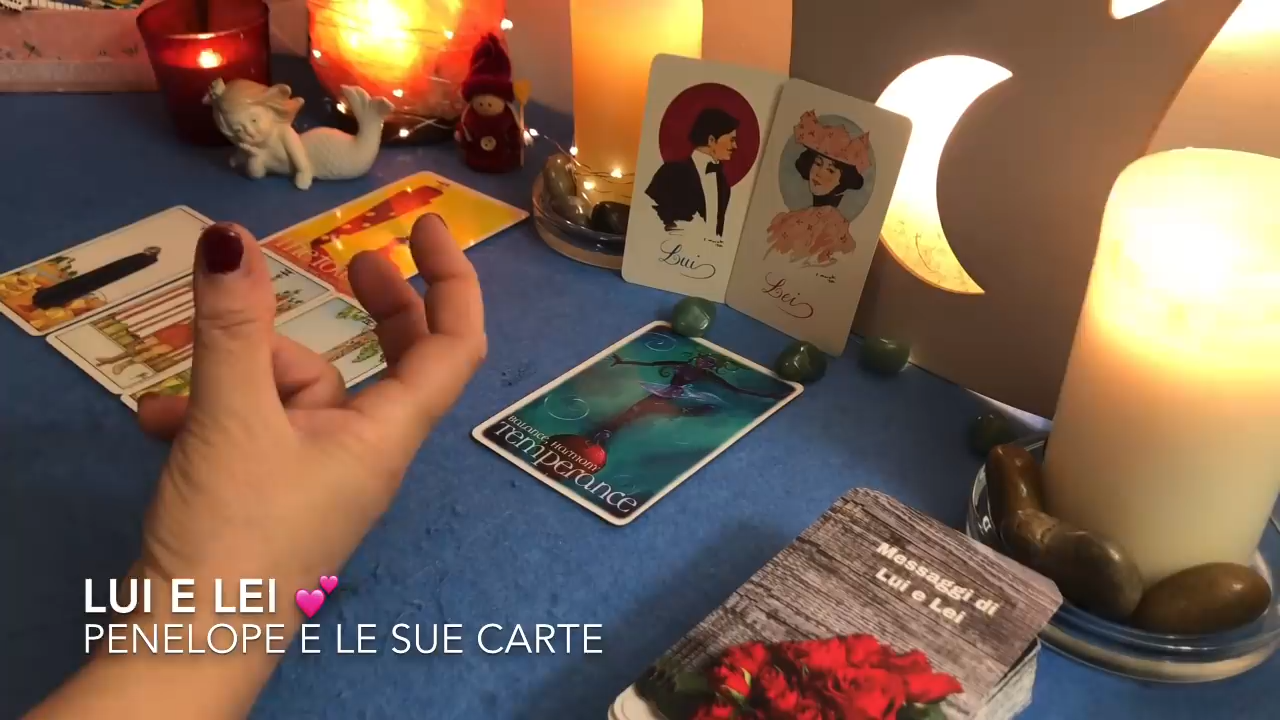 Lui
Lei
BALANCE, HARMONY
TEMPERANCE
Messaggi di
Lui e Lei
LUI E LEI 💕
PENELOPE E LE SUE CARTE